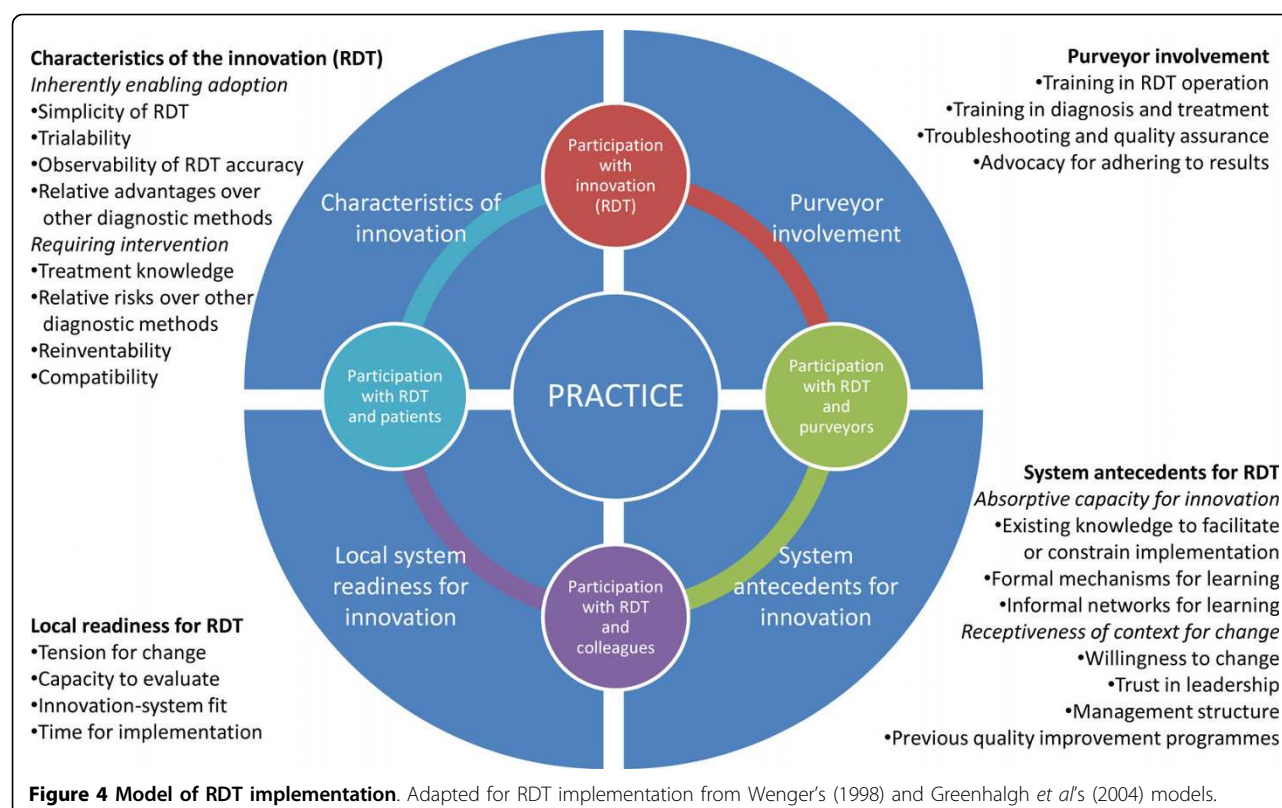 Characteristics of the innovation (RDT)
Inherently enabling adoption
•Simplicity of RDT
•Trialability
•Observability of RDT accuracy
•Relative advantages over
other diagnostic methods
Requiring intervention
•Treatment knowledge
•Relative risks over other
diagnostic methods
•Reinventability
•Compatibility
Purveyor involvement
•Training in RDT operation
•Training in diagnosis and treatment
•Troubleshooting and quality assurance
•Advocacy for adhering to results
Participation
with
innovation
(RDT)
Characteristics of
innovation
Purveyor
involvement
Participation
with RDT
and patients
PRACTICE
Participation
with RDT
and
purveyors
Local system
readiness for
innovation
Participation
with RDT
and
colleagues
System
antecedents for
innovation
Local readiness for RDT
•Tension for change
•Capacity to evaluate
•Innovation-system fit
•Time for implementation
System antecedents for RDT
Absorptive capacity for innovation
•Existing knowledge to facilitate
or constrain implementation
•Formal mechanisms for learning
•Informal networks for learning
Receptiveness of context for change
•Willingness to change
•Trust in leadership
•Management structure
•Previous quality improvement programmes
Figure 4 Model of RDT implementation. Adapted for RDT implementation from Wenger's (1998) and Greenhalgh et al's (2004) models.